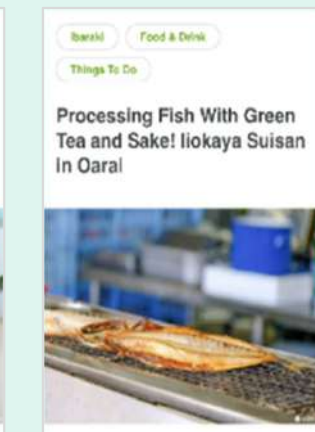 Ibaraki
Food & Drink
Things To Do
Processing Fish With Green
Tea and Sake! Iiokaya Suisan
in Oarai